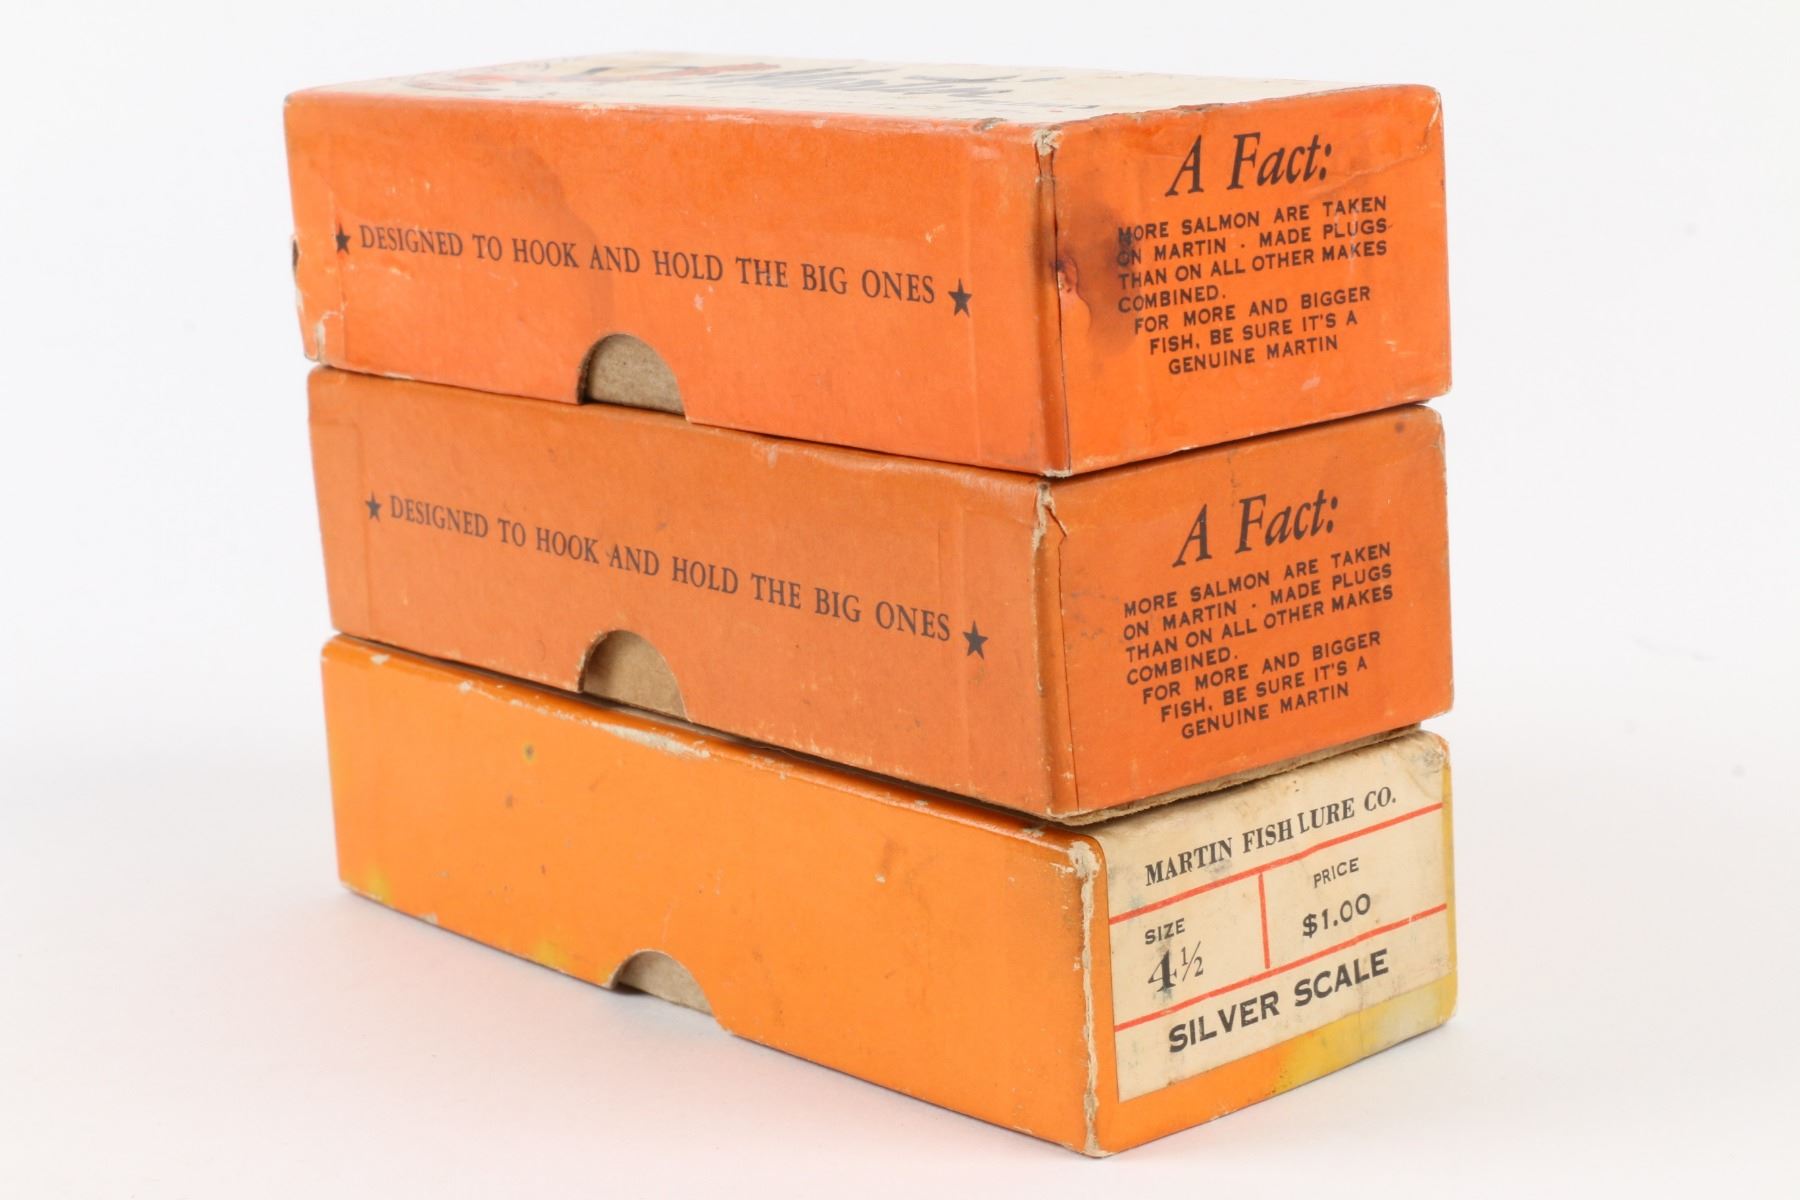 Martin
★ DESIGNED TO HOOK AND HOLD THE BIG ONES ★
A Fact:
MORE SALMON ARE TAKEN
ON MARTIN - MADE PLUGS
THAN ON ALL OTHER MAKES
COMBINED.
FOR MORE AND BIGGER
FISH, BE SURE IT'S A
GENUINE MARTIN
★ DESIGNED TO HOOK AND HOLD THE BIG ONES ★
A Fact:
MORE SALMON ARE TAKEN
ON MARTIN - MADE PLUGS
THAN ON ALL OTHER MAKES
COMBINED.
FOR MORE AND BIGGER
FISH, BE SURE IT'S A
GENUINE MARTIN
MARTIN FISH LURE CO.
SIZE
4½
PRICE
$1.00
SILVER SCALE